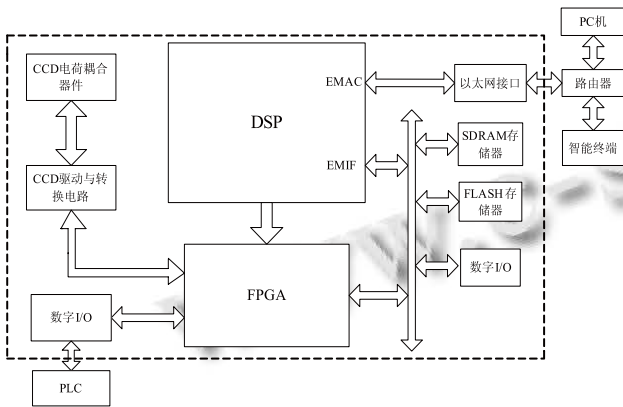 PC机
CCD电荷耦合
器件
EMAC
以太网接口
路由器
DSP
SDRAM存
储器
智能终端
EMIF
CCD驱动与转
换电路
FLASH存
储器
数字I/O
FPGA
数字I/O
PLC